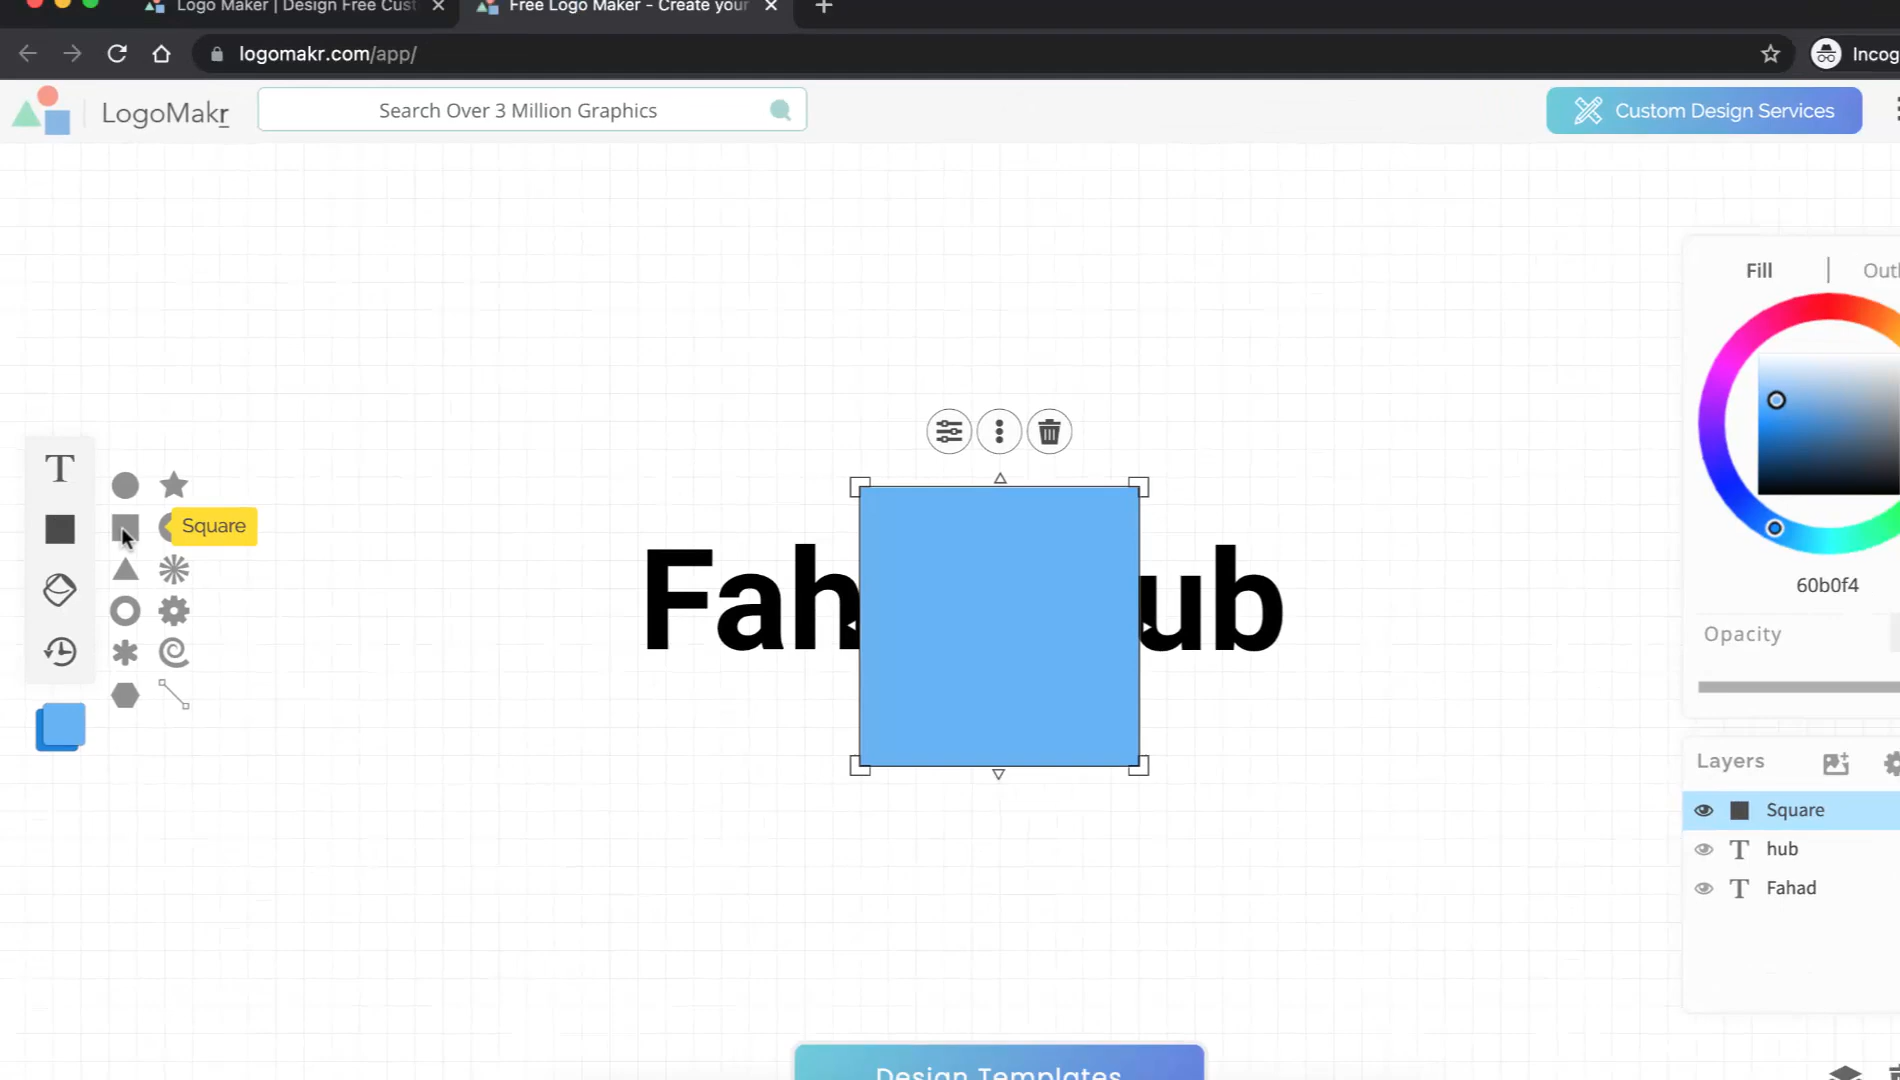 Logo Maker | Design Free Cust
Free Logo Maker - Create your
logomakr.com/app/
Incog
LogoMakr
Search Over 3 Million Graphics
Custom Design Services
Fill
Outl
T
Square
Fah
ub
60b0f4
Opacity
Layers
Square
T hub
T Fahad
Design Templates